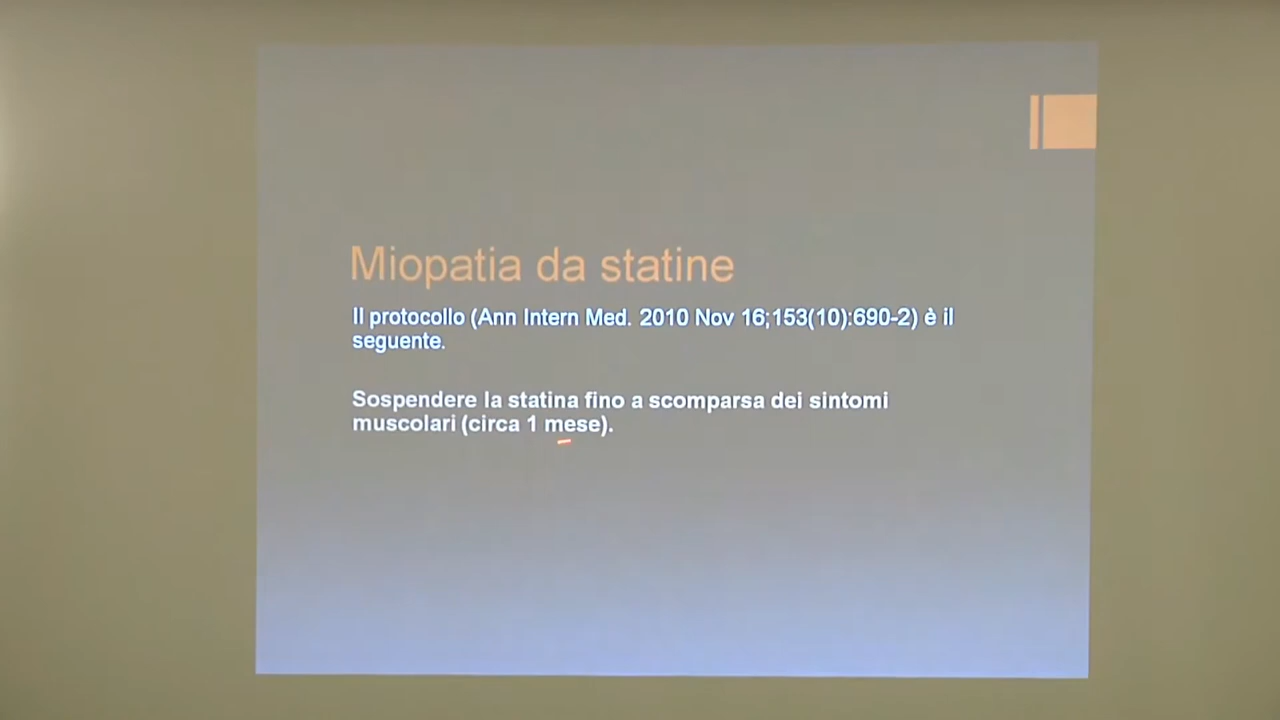 Miopatia da statine
Il protocollo (Ann Intern Med. 2010 Nov 16;153(10):690-2) è il
seguente.
Sospendere la statina fino a scomparsa dei sintomi
muscolari (circa 1 mese).